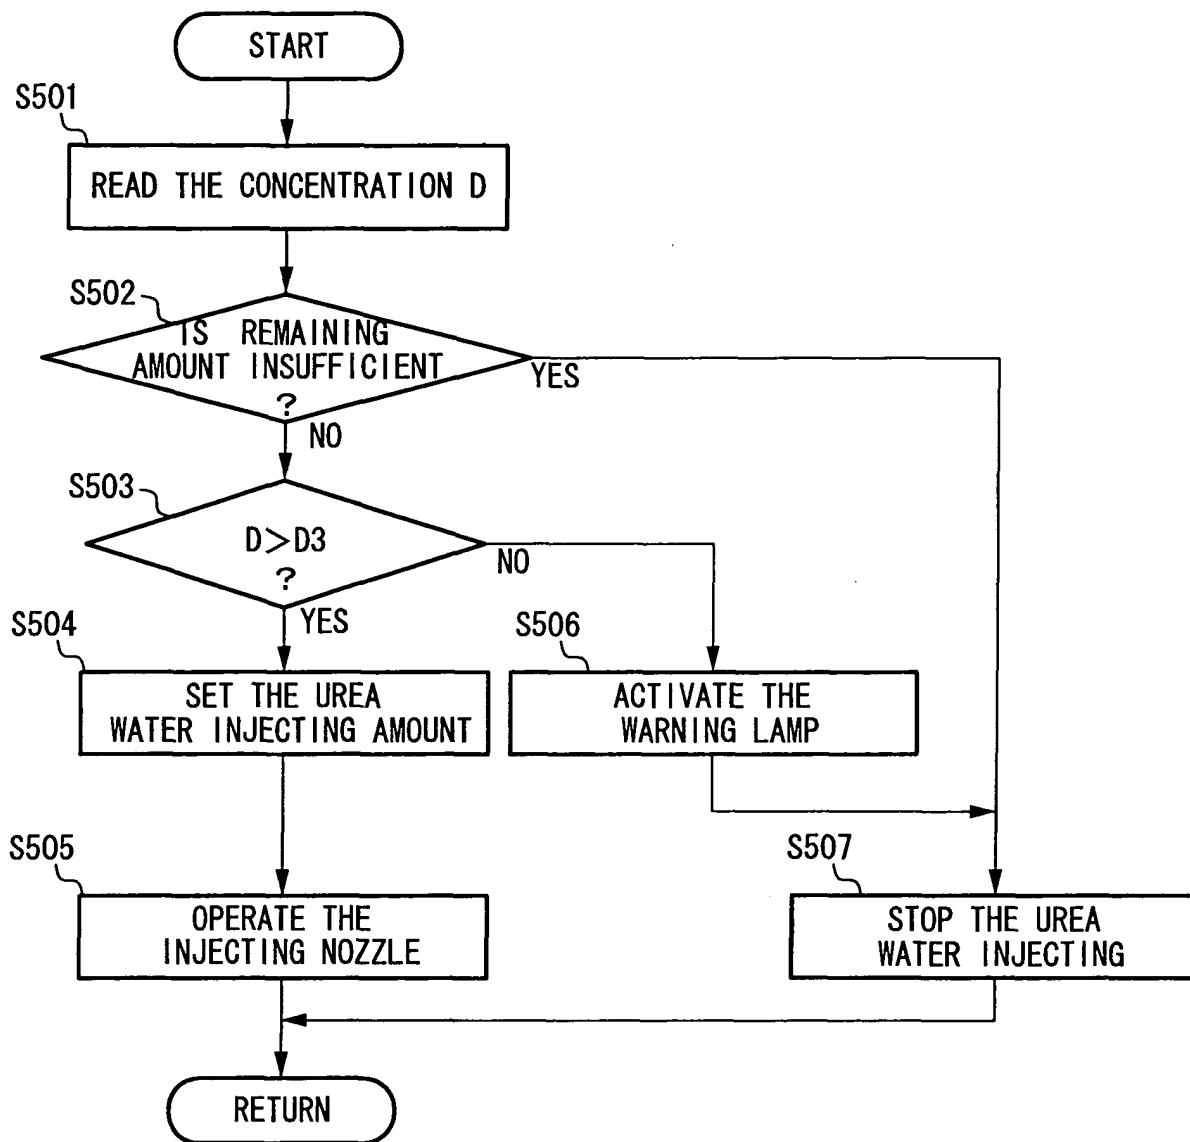 START
S501
READ THE CONCENTRATION D
S502
IS REMAINING
AMOUNT INSUFFICIENT
?
YES
NO
S503
D>D3
?
NO
YES
S504
SET THE UREA
WATER INJECTING AMOUNT
S506
ACTIVATE THE
WARNING LAMP
S505
OPERATE THE
INJECTING NOZZLE
S507
STOP THE UREA
WATER INJECTING
RETURN